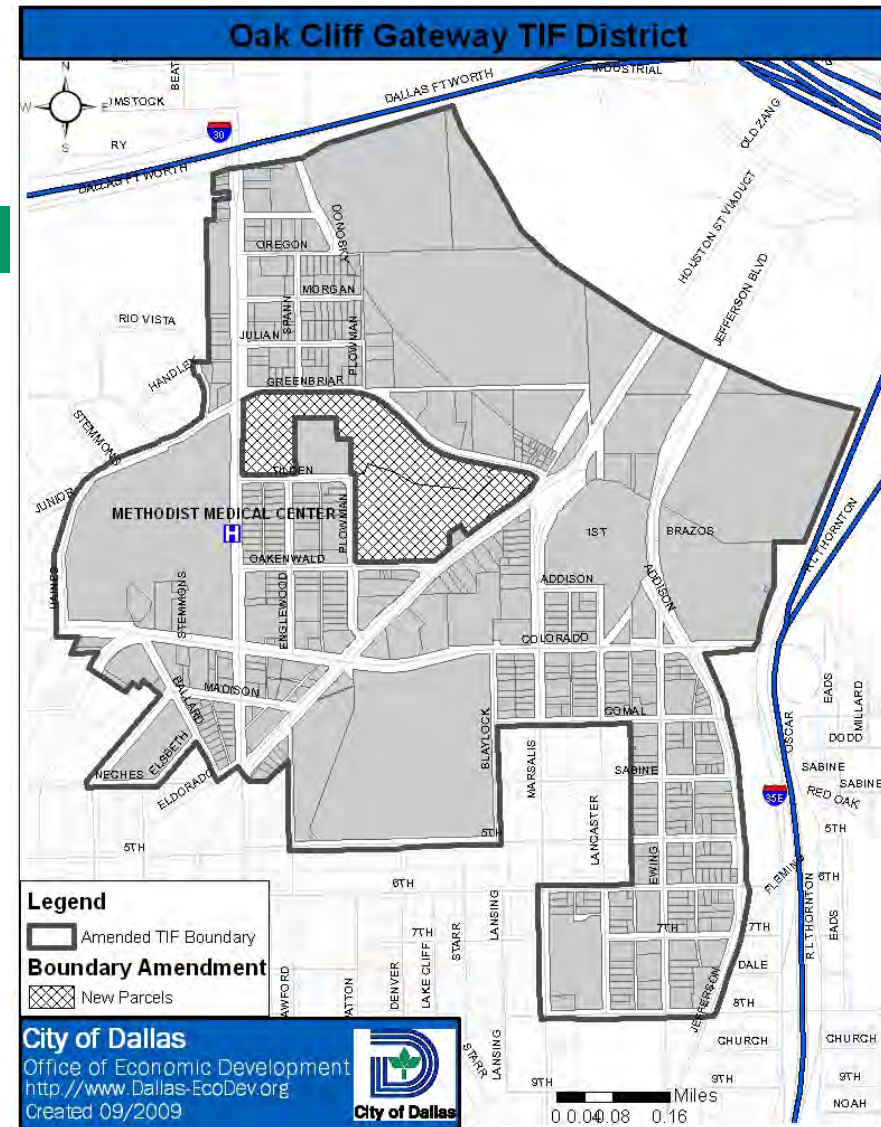 Oak Cliff Gateway TIF District
N
W
E
S
BEAT
INDUSTRIAL
DALLAS FT WORTH
OMSTOCK
30
RY
DALLAS FT WORTH
OLD ZANG
HOUSTON ST VIADUCT
JEFFERSON BLVD
DONOSKY
OREGON
MORGAN
SPANN
RIO VISTA
JULIAN
PLOWMAN
HANDLEY
GREENBRIAR
STEMMONS
TILDEN
JUNIOR
METHODIST MEDICAL CENTER
H
PLOWMAN
1ST
BRAZOS
R L THORNTON
OAKENWALD
ADDISON
ADDISON
HAINES
STEMMONS
ENGLEWOOD
COLORADO
BALLARD
MADISON
COMAL
EADS
MILLARD
OSCAR
DODD
ELSBETH
BLAYLOCK
MARSALIS
SABINE
SABINE
SABINE
NECHES
ELDORADO
RED OAK
35E
LANCASTER
5TH
5TH
EWING
FLEMING
6TH
6TH
R L THORNTON
EADS
Legend
Amended TIF Boundary
Boundary Amendment
New Parcels
7TH
STARR
LANSING
7TH
7TH
DALE
AWFORD
ATTON
DENVER
LAKE CLIFF
JEFFERSON
8TH
CHURCH
CHURCH
STARR
LANSING
9TH
9TH
9TH
NOAH
City of Dallas
Office of Economic Development
http://www.Dallas-EcoDev.org
Created 09/2009
City of Dallas
Miles
0 0.04 0.08 0.16